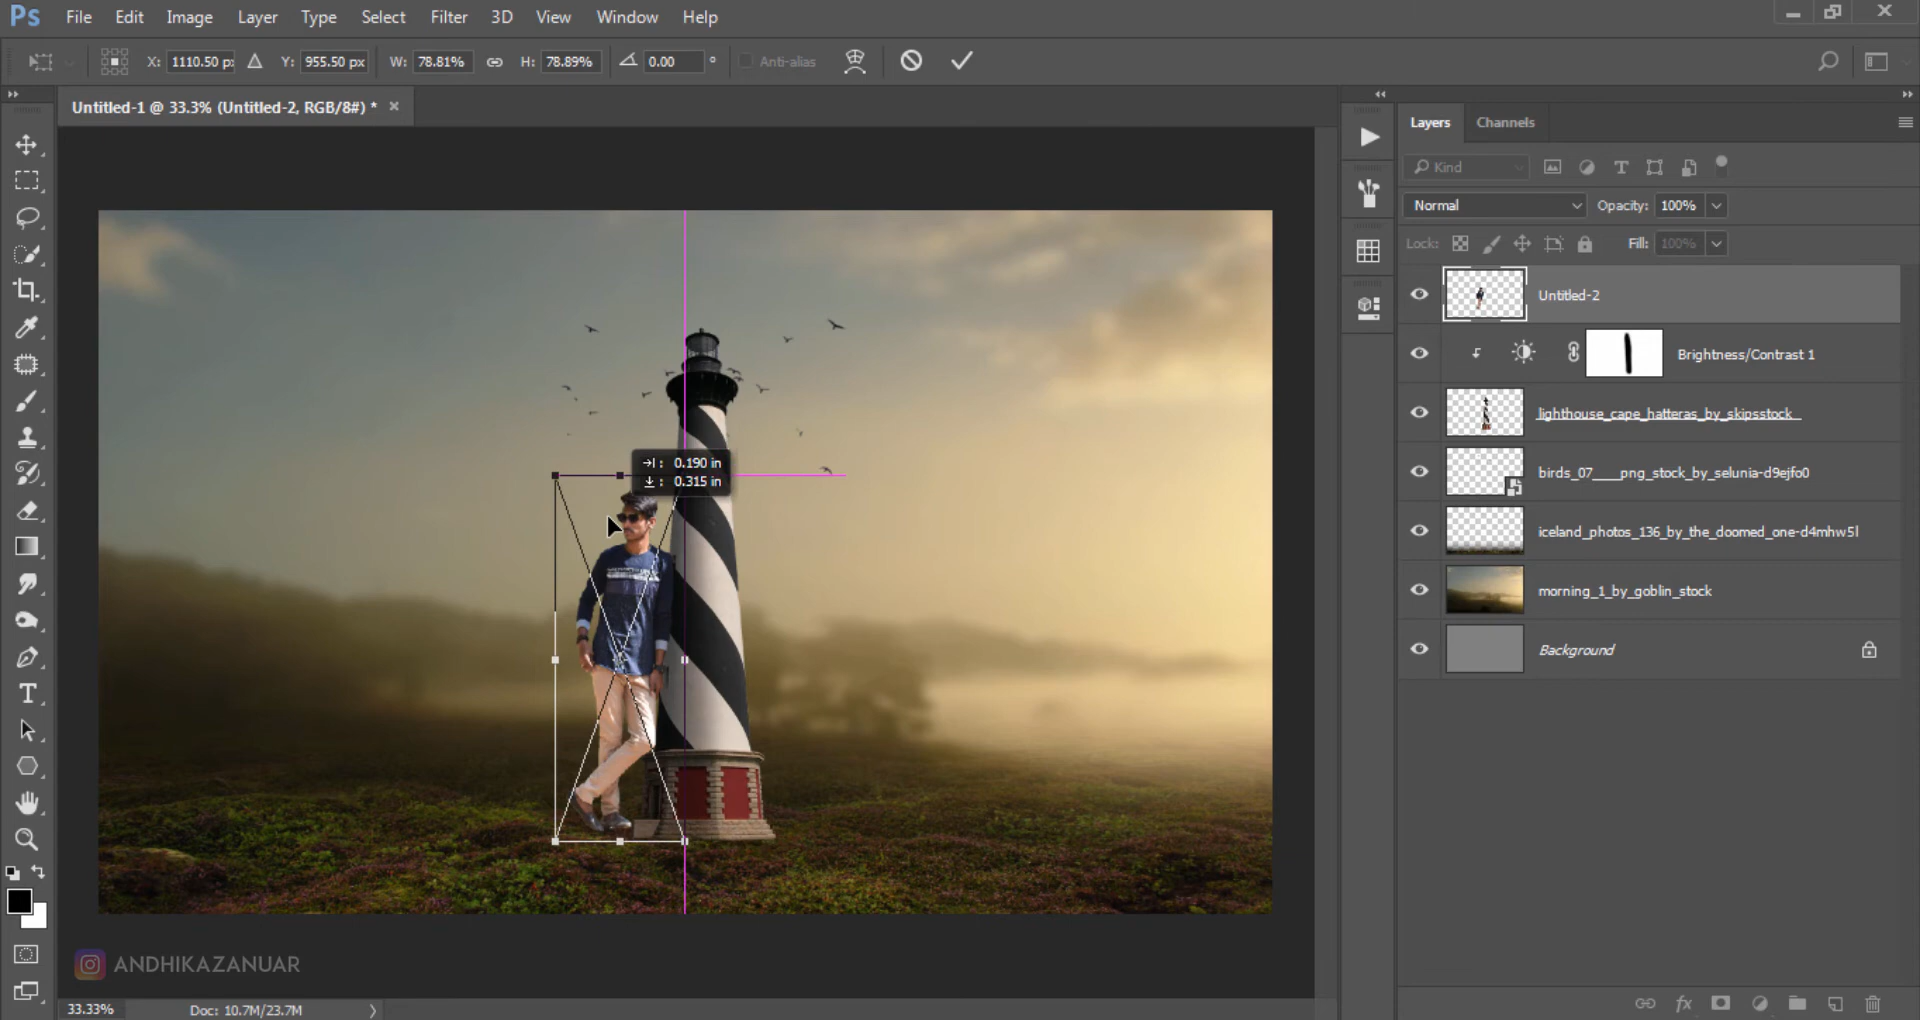 Ps File Edit Image Layer Type Select Filter 3D View Window Help
X: 1110.50 px Y: 955.50 px W: 78.81% H: 78.89% 0.00 ° Anti-alias
Untitled-1 @ 33.3% (Untitled-2, RGB/8#) * ×
Layers Channels
Kind
Normal Opacity: 100%
Lock: Fill: 100%
Untitled-2
Brightness/Contrast 1
lighthouse_cape_hatteras_by_skipsstock
birds_07___png_stock_by_selunia-d9ejfo0
iceland_photos_136_by_the_doomed_one-d4mhw5l
morning_1_by_goblin_stock
Background
: 0.190 in
: 0.315 in
ANDHIKAZANUAR
33.33% Doc: 10.7M/23.7M
fx